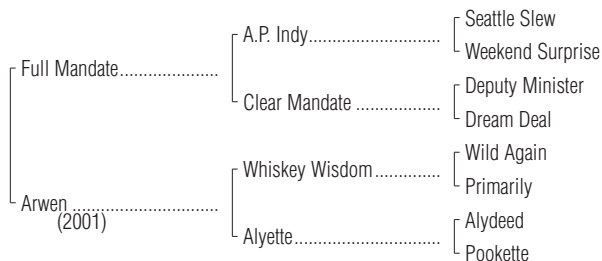 Seattle Slew
A.P. Indy..............................
Weekend Surprise
Full Mandate......................
Deputy Minister
Clear Mandate ...................
Dream Deal
Wild Again
Whiskey Wisdom...............
Primarily
Arwen .................................
(2001)
Alydeed
Alyette.................................
Pookette